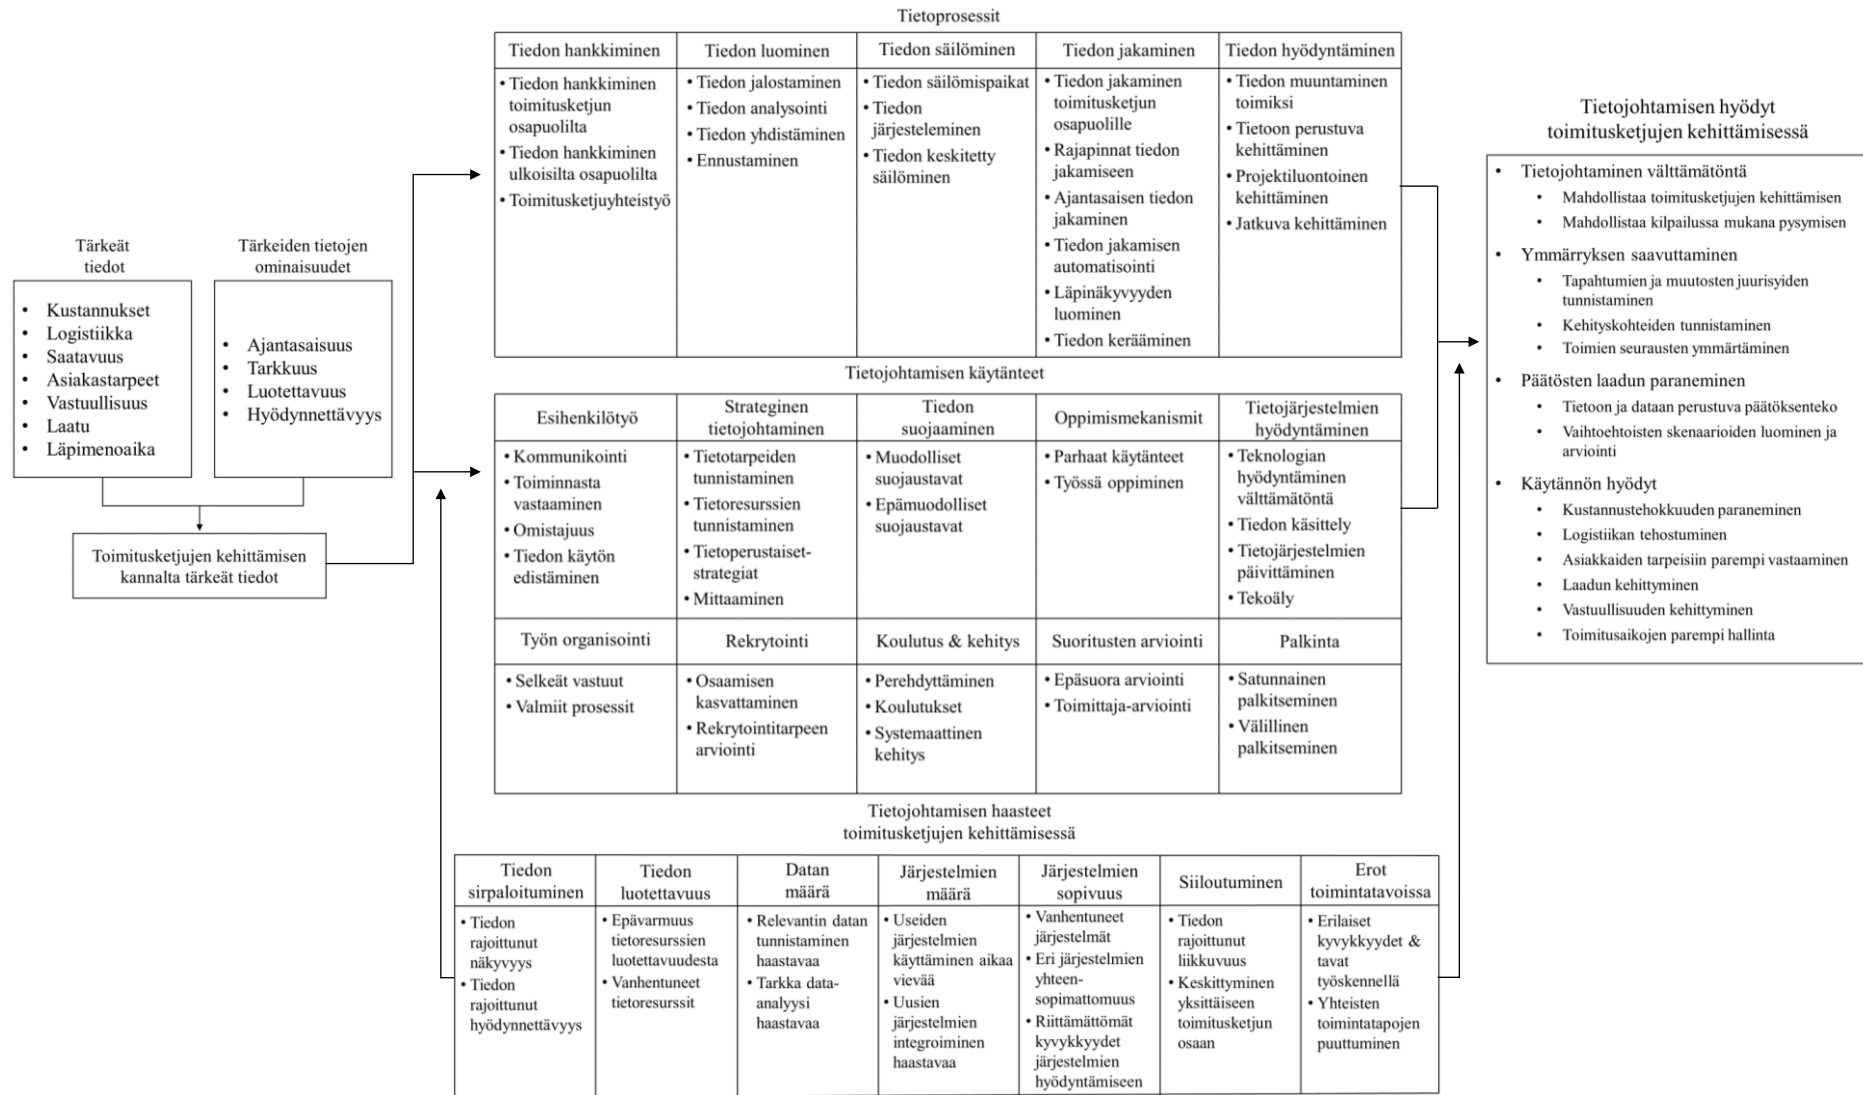 Tietoprosessit
Tiedon hankkiminen
• Tiedon hankkiminen
toimitusketjun
osapuolilta
• Tiedon hankkiminen
ulkoisilta osapuolilta
• Toimitusketjuyhteistyö
Tiedon luominen
• Tiedon jalostaminen
• Tiedon analysointi
• Tiedon yhdistäminen
• Ennustaminen
Tiedon säilöminen
• Tiedon säilömispaikat
• Tiedon
järjesteleminen
• Tiedon keskitetty
säilöminen
Tiedon jakaminen
• Tiedon jakaminen
toimitusketjun
osapuolille
• Rajapinnat tiedon
jakamiseen
• Ajantasaisen tiedon
jakaminen
• Tiedon jakamisen
automatisointi
• Läpinäkyvyyden
luominen
• Tiedon kerääminen
Tiedon hyödyntäminen
• Tiedon muuntaminen
toimiksi
• Tietoon perustuva
kehittäminen
• Projektiluontoinen
kehittäminen
• Jatkuva kehittäminen
Tärkeät
tiedot
• Kustannukset
• Logistiikka
• Saatavuus
• Asiakastarpeet
• Vastuullisuus
• Laatu
• Läpimenoaika
Tärkeiden tietojen
ominaisuudet
• Ajantasaisuus
• Tarkkuus
• Luotettavuus
• Hyödynnettävyys
Toimitusketjujen kehittämisen
kannalta tärkeät tiedot
Tietojohtamisen käytänteet
Esihenkilötyö
• Kommunikointi
• Toiminnasta
vastaaminen
• Omistajuus
• Tiedon käytön
edistäminen
Strateginen
tietojohtaminen
• Tietotarpeiden
tunnistaminen
• Tietoresurssien
tunnistaminen
• Tietoperustaiset-
strategiat
• Mittaaminen
Tiedon
suojaaminen
• Muodolliset
suojaustavat
• Epämuodolliset
suojaustavat
Oppimismekanismit
• Parhaat käytänteet
• Työssä oppiminen
Tietojärjestelmien
hyödyntäminen
• Teknologian
hyödyntäminen
välttämätöntä
• Tiedon käsittely
• Tietojärjestelmien
päivittäminen
• Tekoäly
Työn organisointi
• Selkeät vastuut
• Valmiit prosessit
Rekrytointi
• Osaamisen
kasvattaminen
• Rekrytointitarpeen
arviointi
Koulutus & kehitys
• Perehdyttäminen
• Koulutukset
• Systemaattinen
kehitys
Suoritusten arviointi
• Epäsuora arviointi
• Toimittaja-arviointi
Palkinta
• Satunnainen
palkitseminen
• Välillinen
palkitseminen
Tietojohtamisen haasteet
toimitusketjujen kehittämisessä
Tiedon
sirpaloituminen
• Tiedon
rajoittunut
näkyvyys
• Tiedon
rajoittunut
hyödynnettävyys
Tiedon
luotettavuus
• Epävarmuus
tietoresurssien
luotettavuudesta
• Vanhentuneet
tietoresurssit
Datan
määrä
• Relevantin datan
tunnistaminen
haastavaa
• Tarkka data-
analyysi
haastavaa
Järjestelmien
määrä
• Useiden
järjestelmien
käyttäminen aikaa
vievää
• Uusien
järjestelmien
integroiminen
haastavaa
Järjestelmien
sopivuus
• Vanhentuneet
järjestelmät
• Eri järjestelmien
yhteen-
sopimattomuus
• Riittämättömät
kyvykkyydet
järjestelmien
hyödyntämiseen
Siiloutuminen
• Tiedon
rajoittunut
liikkuvuus
• Keskittyminen
yksittäiseen
toimitusketjun
osaan
Erot
toimintatavoissa
• Erilaiset
kyvykkyydet &
tavat
työskennellä
• Yhteisten
toimintatapojen
puuttuminen
Tietojohtamisen hyödyt
toimitusketjujen kehittämisessä
• Tietojohtaminen välttämätöntä
• Mahdollistaa toimitusketjujen kehittämisen
• Mahdollistaa kilpailussa mukana pysymisen
• Ymmärryksen saavuttaminen
• Tapahtumien ja muutosten juurisyiden
tunnistaminen
• Kehityskohteiden tunnistaminen
• Toimien seurausten ymmärtäminen
• Päätösten laadun paraneminen
• Tietoon ja dataan perustuva päätöksenteko
• Vaihtoehtoisten skenaarioiden luominen ja
arviointi
• Käytännön hyödyt
• Kustannustehokkuuden paraneminen
• Logistiikan tehostuminen
• Asiakkaiden tarpeisiin parempi vastaaminen
• Laadun kehittyminen
• Vastuullisuuden kehittyminen
• Toimitusaikojen parempi hallinta